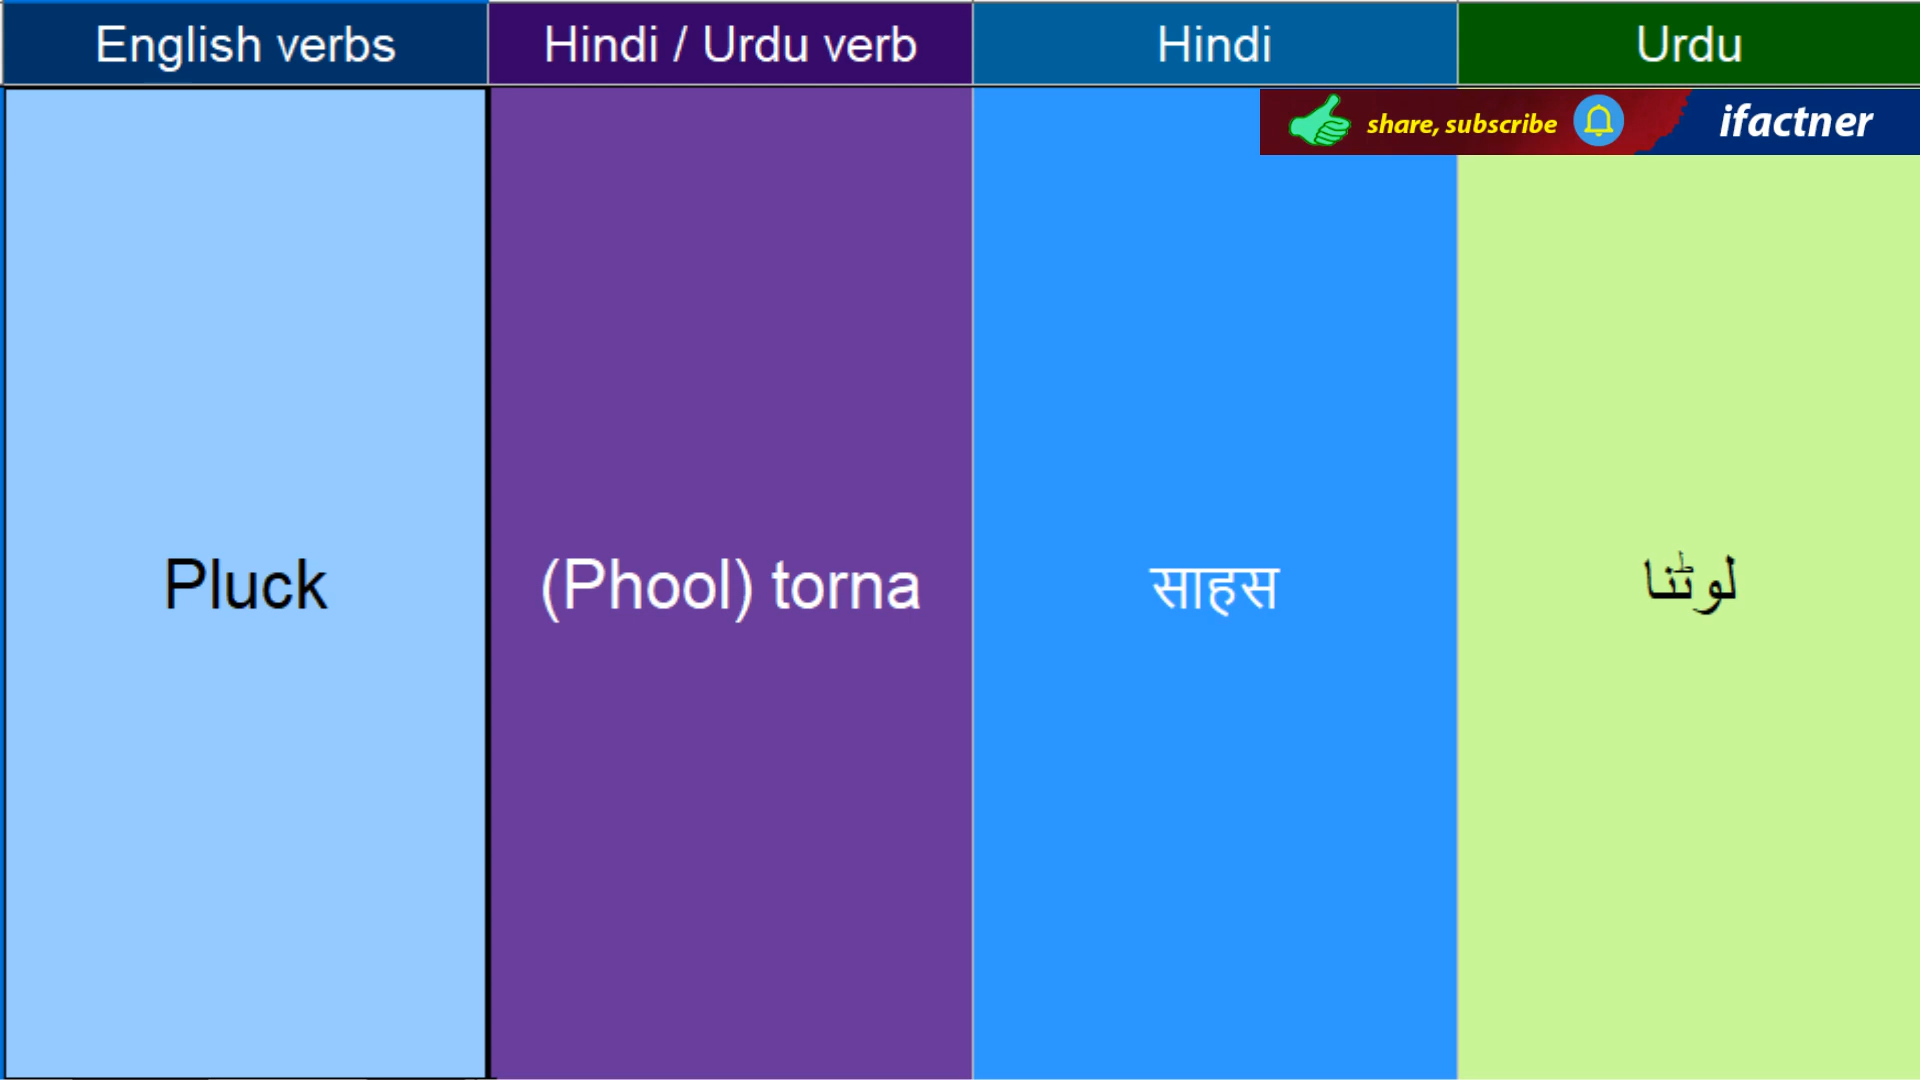 English verbs
Hindi / Urdu verb
Hindi
Urdu
share, subscribe
ifactner
Pluck
(Phool) torna
साहस
لوٹنا